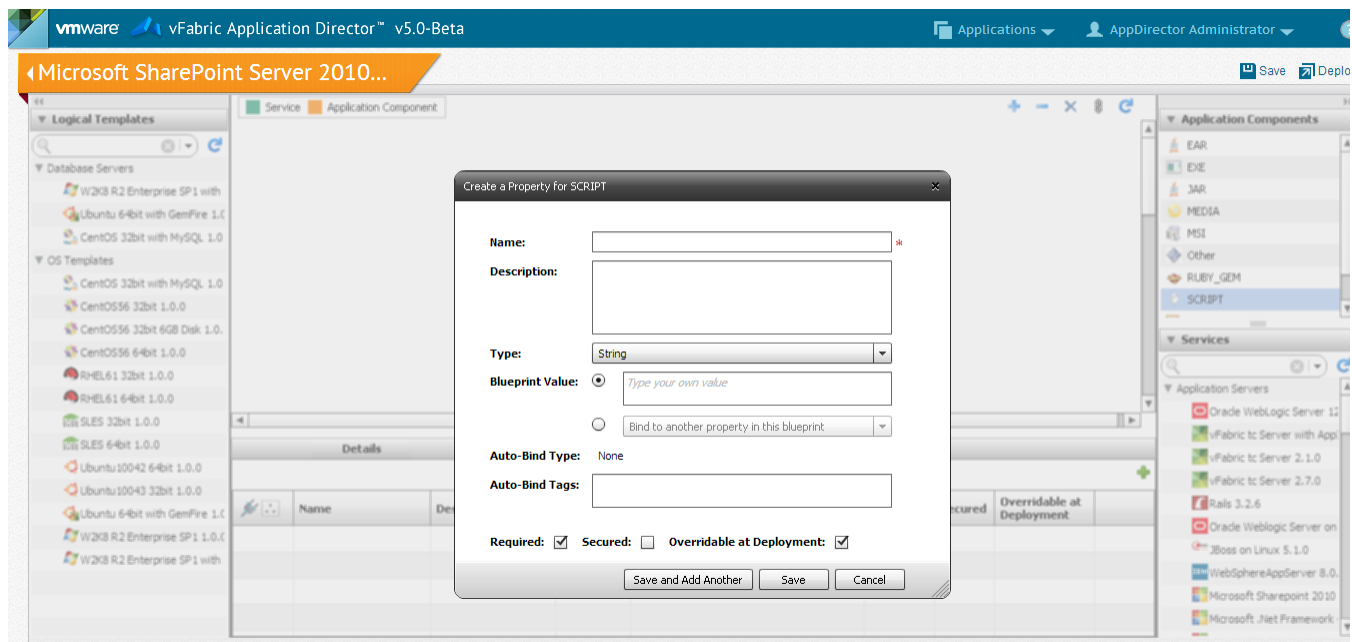 vmware vFabric Application Director™ v5.0-Beta
Applications
AppDirector Administrator
Microsoft SharePoint Server 2010...
Save
Deplo
Logical Templates
Database Servers
W2K8 R2 Enterprise SP1 with
Ubuntu 64bit with GemFire 1.0
CentOS 32bit with MySQL 1.0
OS Templates
CentOS 32bit with MySQL 1.0
CentOS56 32bit 1.0.0
CentOS56 32bit 6GB Disk 1.0.
CentOS56 64bit 1.0.0
RHEL61 32bit 1.0.0
RHEL61 64bit 1.0.0
SLES 32bit 1.0.0
SLES 64bit 1.0.0
Ubuntu10042 64bit 1.0.0
Ubuntu10043 32bit 1.0.0
Ubuntu 64bit with GemFire 1.0
W2K8 R2 Enterprise SP1 1.0.0
W2K8 R2 Enterprise SP1 with
Service
Application Component
Details
Name
Des
ecured
Overridable at
Deployment
Create a Property for SCRIPT
Name: *
Description:
Type: String
Blueprint Value: Type your own value
Bind to another property in this blueprint
Auto-Bind Type: None
Auto-Bind Tags:
Required: Secured: Overridable at Deployment:
Save and Add Another Save Cancel
Application Components
EAR
EXE
JAR
MEDIA
MSI
Other
RUBY_GEM
SCRIPT
Services
Application Servers
Oracle WebLogic Server 12
vFabric tc Server with Appl
vFabric tc Server 2.1.0
vFabric tc Server 2.7.0
Rails 3.2.6
Oracle Weblogic Server on
JBoss on Linux 5.1.0
WebSphereAppServer 8.0.
Microsoft Sharepoint 2010
Microsoft .Net Framework